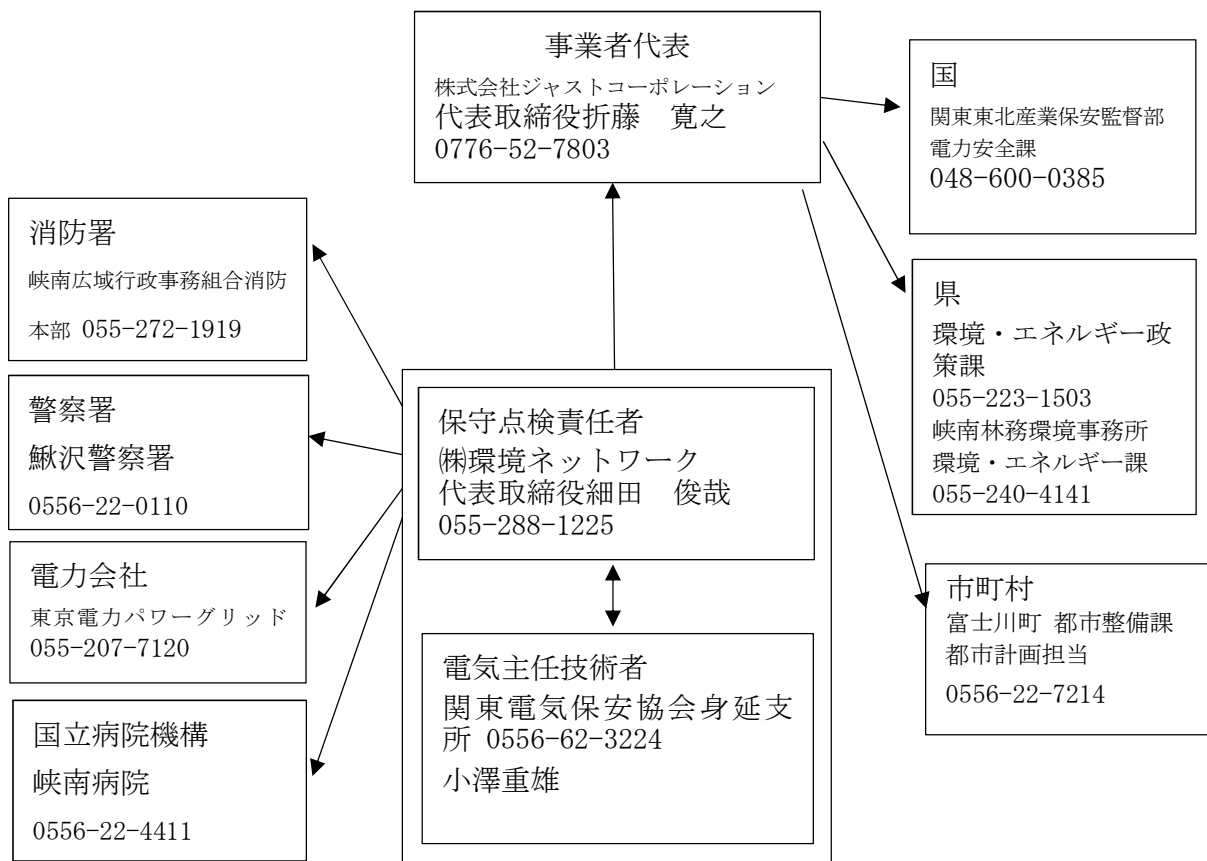 事業者代表
株式会社ジャストコーポレーション
代表取締役折藤　寛之
0776-52-7803
国
関東東北産業保安監督部
電力安全課
048-600-0385
消防署
峡南広域行政事務組合消防
本部 055-272-1919
県
環境・エネルギー政
策課
055-223-1503
峡南林務環境事務所
環境・エネルギー課
055-240-4141
警察署
鰍沢警察署
0556-22-0110
保守点検責任者
㈱環境ネットワーク
代表取締役細田　俊哉
055-288-1225
電力会社
東京電力パワーグリッド
055-207-7120
市町村
富士川町 都市整備課
都市計画担当
0556-22-7214
電気主任技術者
関東電気保安協会身延支
所 0556-62-3224
小澤重雄
国立病院機構
峡南病院
0556-22-4411